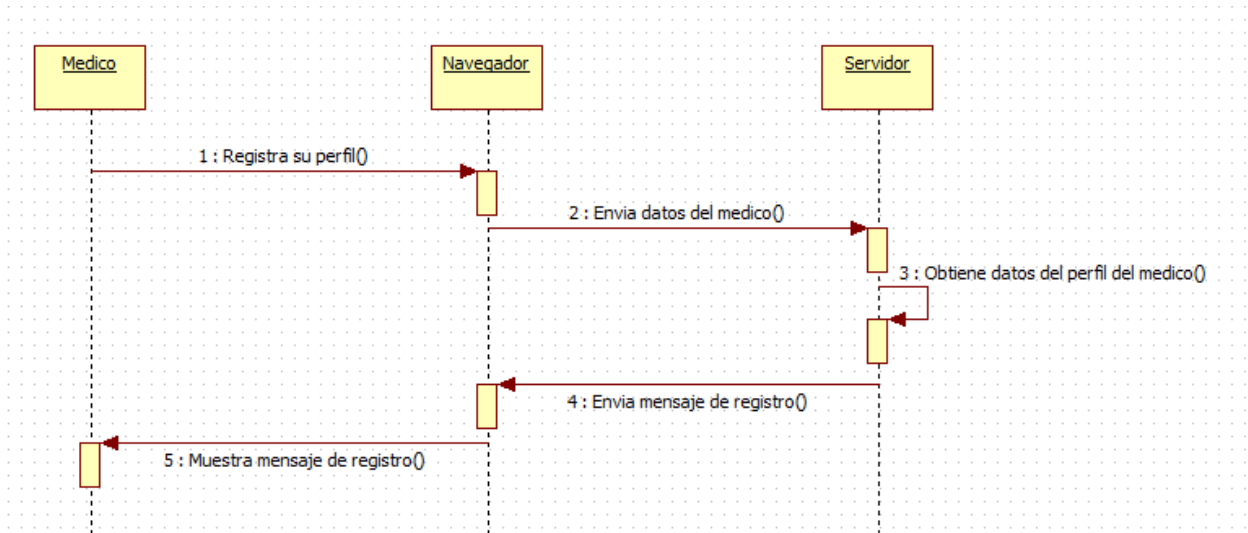 Medico
Navegador
Servidor
1 : Registra su perfil()
2 : Envia datos del medico()
3 : Obtiene datos del perfil del medico()
4 : Envia mensaje de registro()
5 : Muestra mensaje de registro()